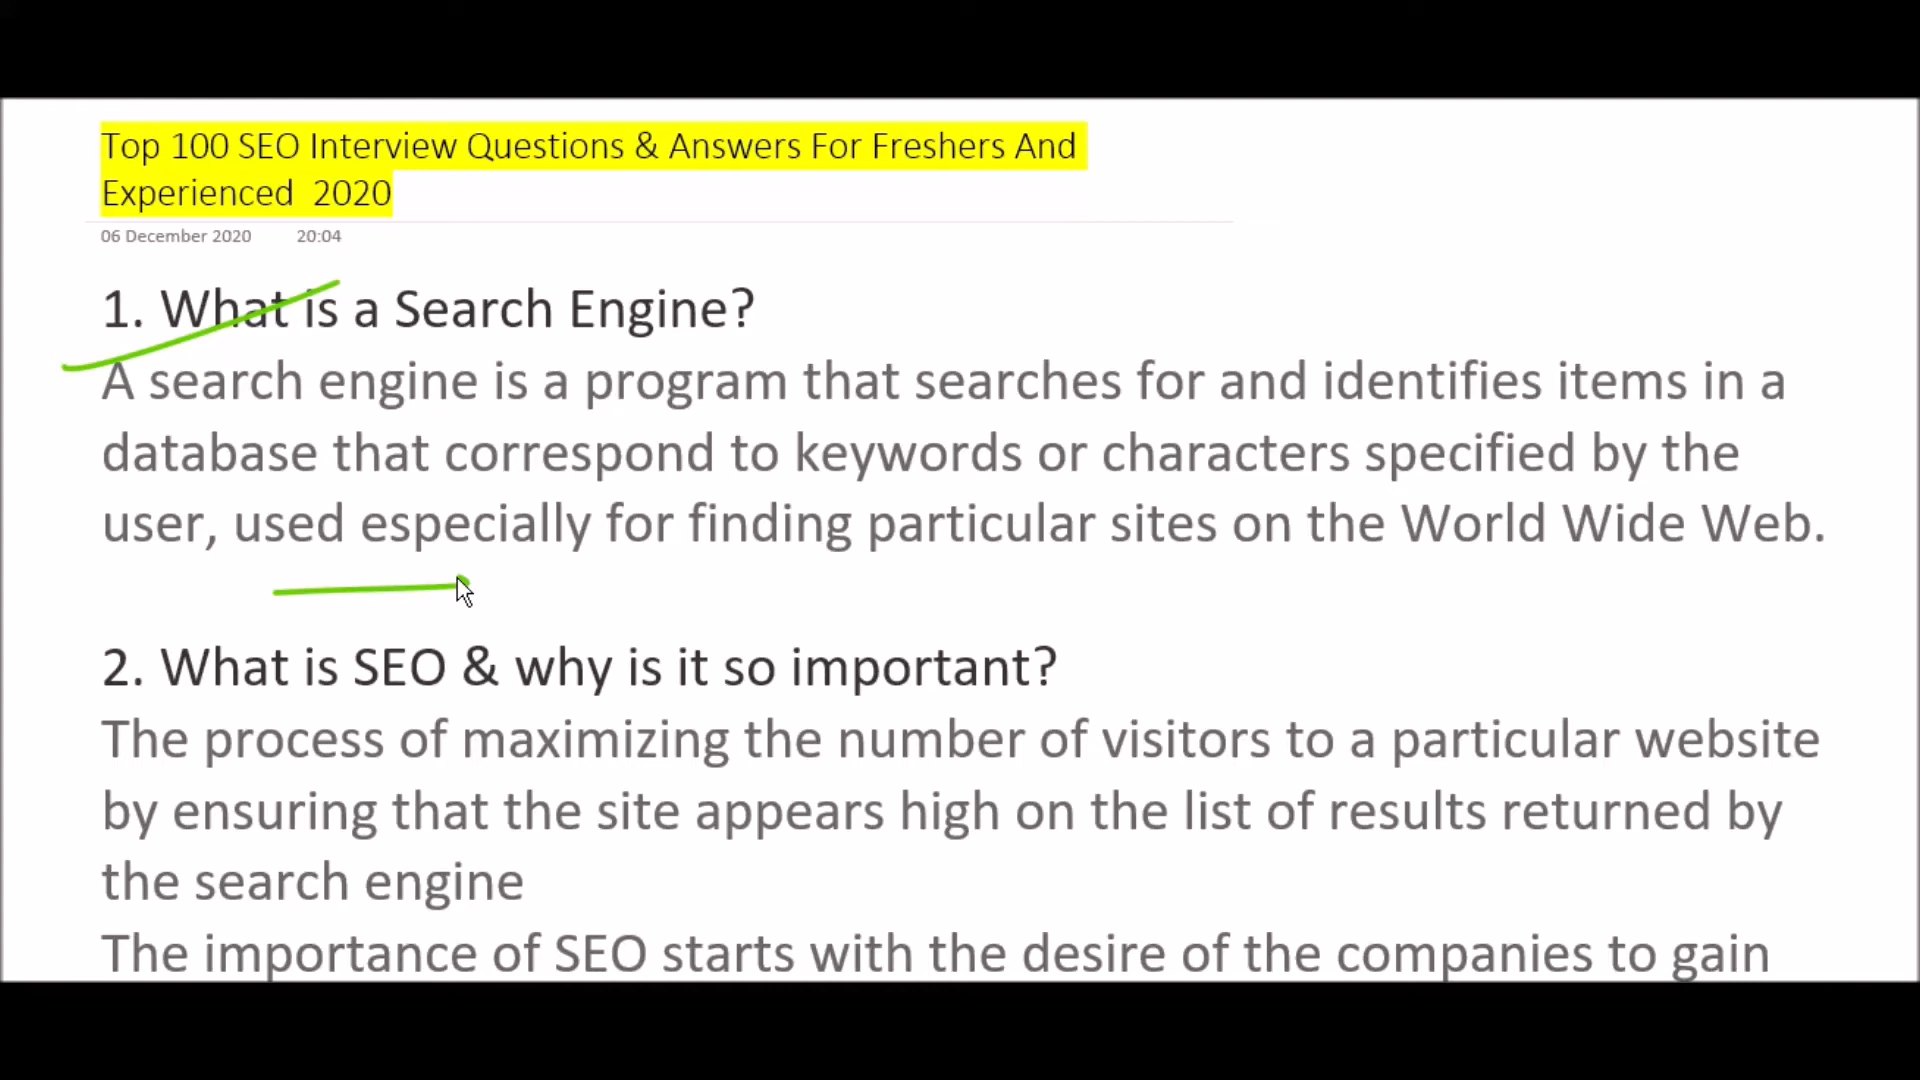 Top 100 SEO Interview Questions & Answers For Freshers And
Experienced 2020
06 December 2020 20:04
1. What is a Search Engine?
A search engine is a program that searches for and identifies items in a
database that correspond to keywords or characters specified by the
user, used especially for finding particular sites on the World Wide Web.
2. What is SEO & why is it so important?
The process of maximizing the number of visitors to a particular website
by ensuring that the site appears high on the list of results returned by
the search engine
The importance of SEO starts with the desire of the companies to gain